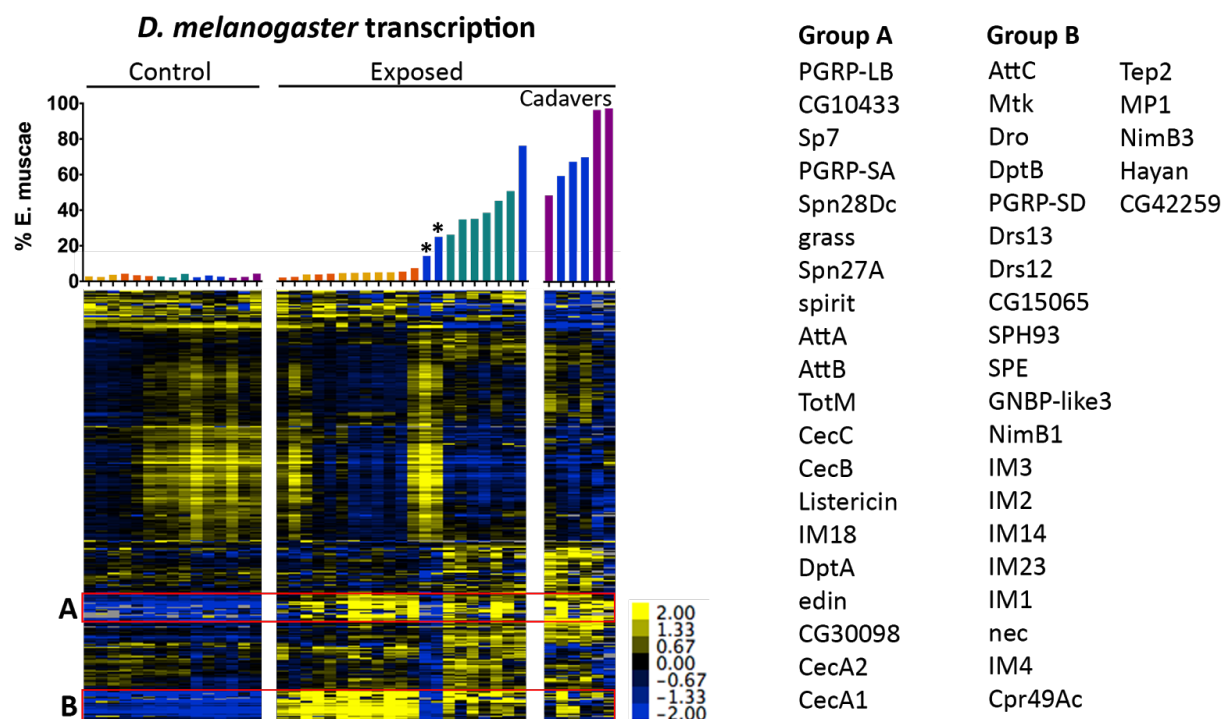 D. melanogaster transcription
Control
Exposed
Cadavers
% E. muscae
100
80
60
40
20
0
*
*
A
B
2.00
1.33
0.67
0.00
-0.67
-1.33
-2.00
Group A
PGRP-LB
CG10433
Sp7
PGRP-SA
Spn28Dc
grass
Spn27A
spirit
AttA
AttB
TotM
CecC
CecB
Listericin
IM18
DptA
edin
CG30098
CecA2
CecA1
Group B
AttC
Mtk
Dro
DptB
PGRP-SD
Drs13
Drs12
CG15065
SPH93
SPE
GNBP-like3
NimB1
IM3
IM2
IM14
IM23
IM1
nec
IM4
Cpr49Ac
Tep2
MP1
NimB3
Hayan
CG42259